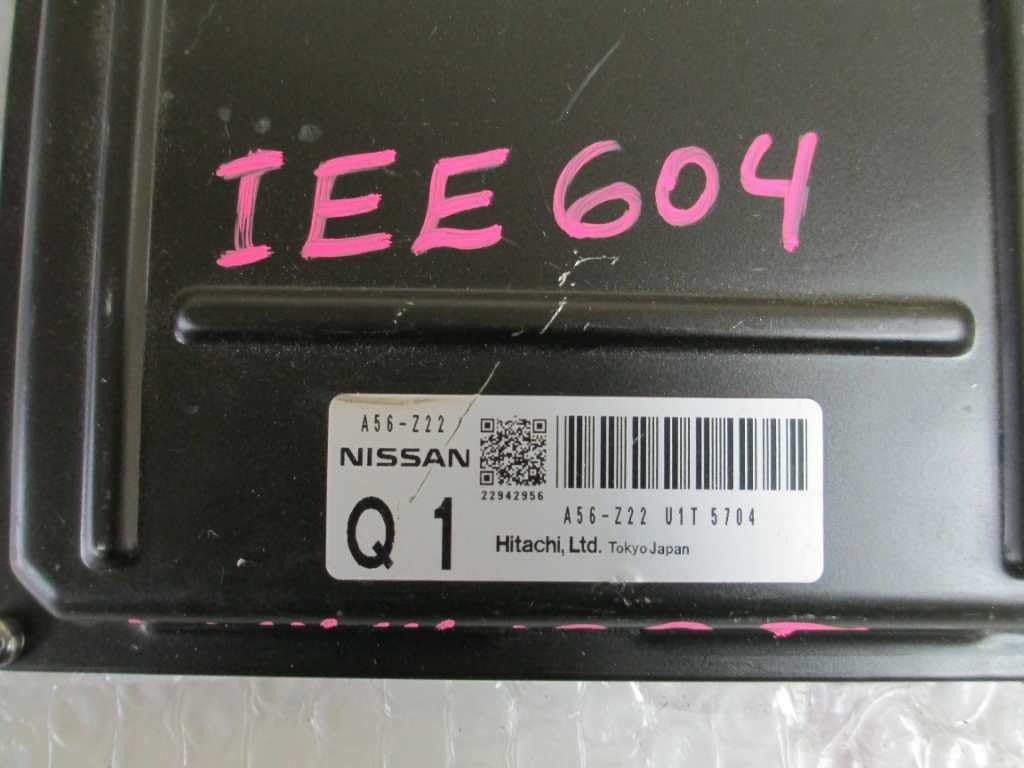 IEE604
A56-Z22
NISSAN
22942956
Q1
A56-Z22 U1T 5704
Hitachi, Ltd. Tokyo Japan